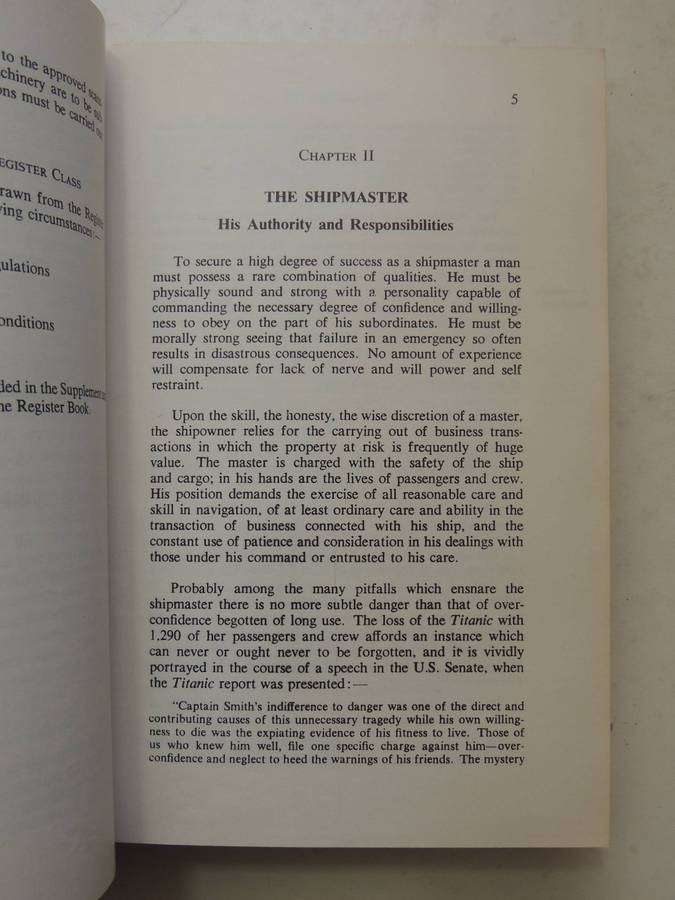 to the approved
chinery are to be sub
ons must be carried out
EGISTER CLASS
rawn from the Registe
ving circumstances:—
ulations
onditions
ded in the Supplement
he Register Book.
5
CHAPTER II
THE SHIPMASTER
His Authority and Responsibilities
To secure a high degree of success as a shipmaster a man
must possess a rare combination of qualities. He must be
physically sound and strong with a personality capable of
commanding the necessary degree of confidence and willing-
ness to obey on the part of his subordinates. He must be
morally strong seeing that failure in an emergency so often
results in disastrous consequences. No amount of experience
will compensate for lack of nerve and will power and self
restraint.
Upon the skill, the honesty, the wise discretion of a master,
the shipowner relies for the carrying out of business trans-
actions in which the property at risk is frequently of huge
value. The master is charged with the safety of the ship
and cargo; in his hands are the lives of passengers and crew.
His position demands the exercise of all reasonable care and
skill in navigation, of at least ordinary care and ability in the
transaction of business connected with his ship, and the
constant use of patience and consideration in his dealings with
those under his command or entrusted to his care.
Probably among the many pitfalls which ensnare the
shipmaster there is no more subtle danger than that of over-
confidence begotten of long use. The loss of the Titanic with
1,290 of her passengers and crew affords an instance which
can never or ought never to be forgotten, and it is vividly
portrayed in the course of a speech in the U.S. Senate, when
the Titanic report was presented:—
"Captain Smith's indifference to danger was one of the direct and
contributing causes of this unnecessary tragedy while his own willing-
ness to die was the expiating evidence of his fitness to live. Those of
us who knew him well, file one specific charge against him—over-
confidence and neglect to heed the warnings of his friends. The mystery